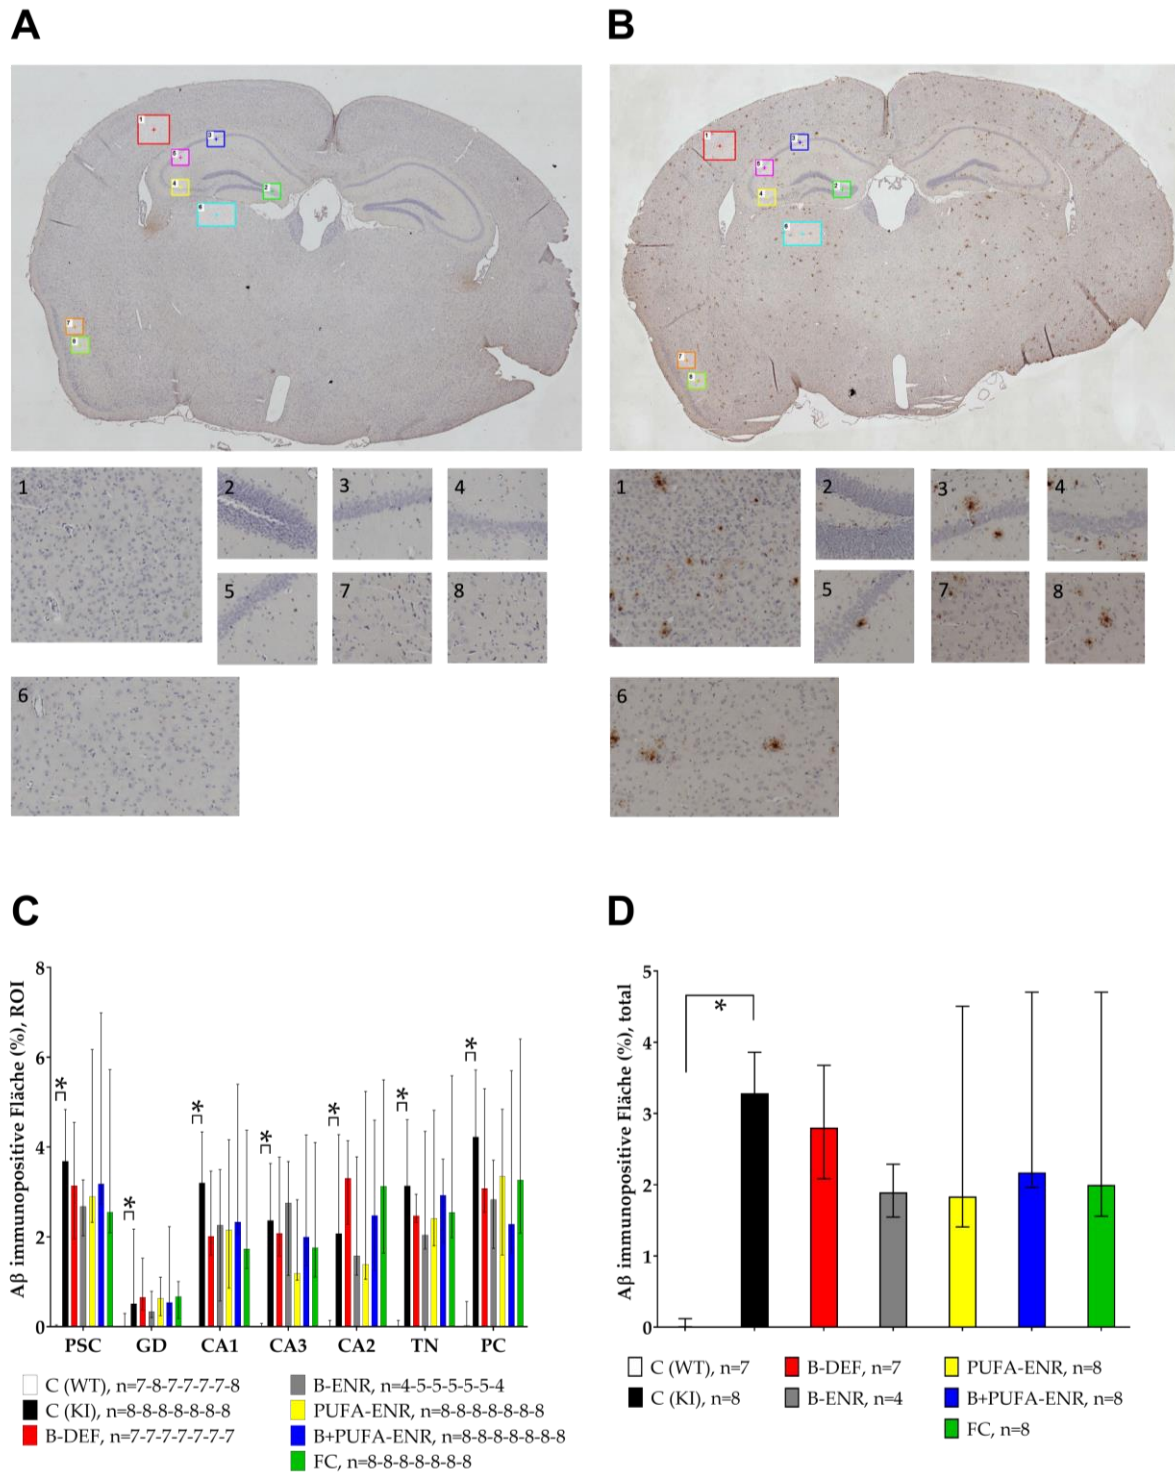 A
B
1
2
3
4
5
7
8
6
1
2
3
4
5
7
8
6
C
D
Aβ immunopositive Fläche (%), ROI
8
6
4
2
0
* * * * * * *
PSC GD CA1 CA3 CA2 TN PC
C (WT), n=7-8-7-7-7-7-8
C (KI), n=8-8-8-8-8-8-8
B-DEF, n=7-7-7-7-7-7-7
B-ENR, n=4-5-5-5-5-5-4
PUFA-ENR, n=8-8-8-8-8-8-8
B+PUFA-ENR, n=8-8-8-8-8-8-8
FC, n=8-8-8-8-8-8-8
Aβ immunopositive Fläche (%), total
5
4
3
2
1
0
*
C (WT), n=7
C (KI), n=8
B-DEF, n=7
B-ENR, n=4
PUFA-ENR, n=8
B+PUFA-ENR, n=8
FC, n=8